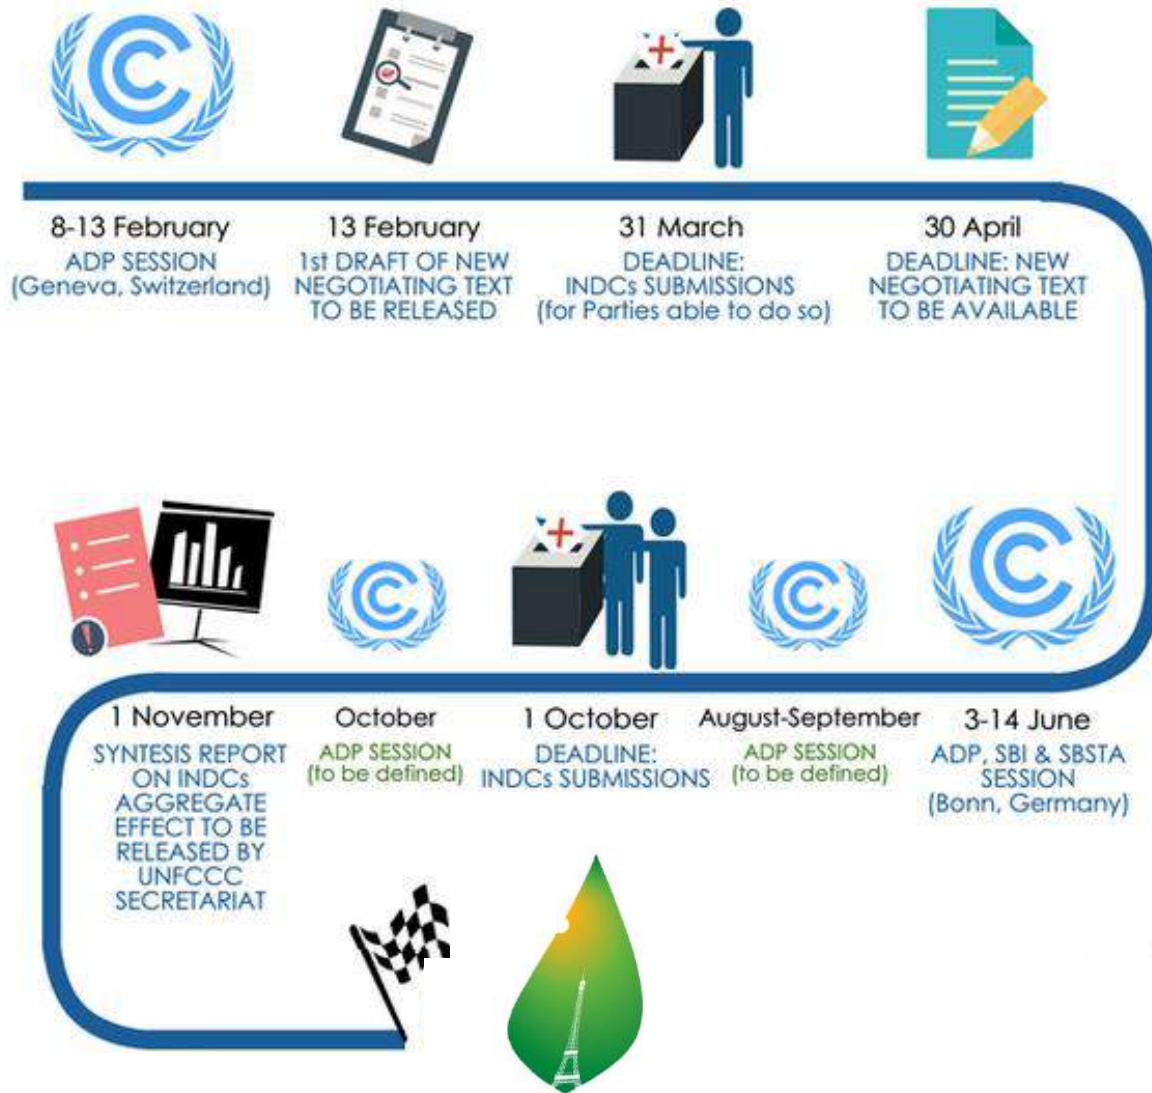 8-13 February
ADP SESSION
(Geneva, Switzerland)
13 February
1st DRAFT OF NEW
NEGOTIATING TEXT
TO BE RELEASED
31 March
DEADLINE:
INDCs SUBMISSIONS
(for Parties able to do so)
30 April
DEADLINE: NEW
NEGOTIATING TEXT
TO BE AVAILABLE
1 November
SYNTESIS REPORT
ON INDCs
AGGREGATE
EFFECT TO BE
RELEASED BY
UNFCCC
SECRETARIAT
October
ADP SESSION
(to be defined)
1 October
DEADLINE:
INDCs SUBMISSIONS
August-September
ADP SESSION
(to be defined)
3-14 June
ADP, SBI & SBSTA
SESSION
(Bonn, Germany)